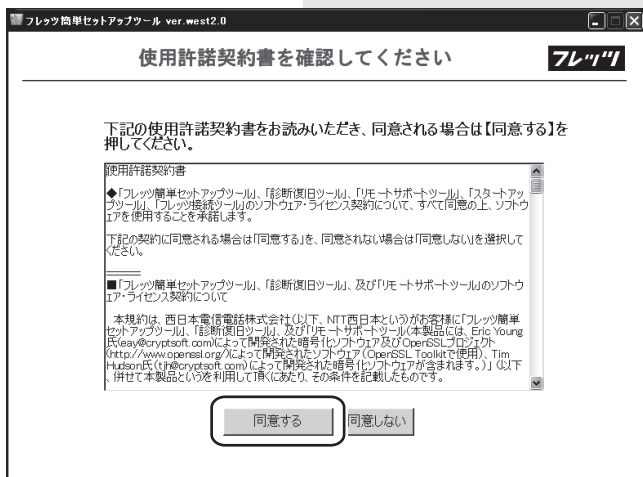 フレッツ簡単セットアップツール ver.west2.0
使用許諾契約書を確認してください
フレッツ
下記の使用許諾契約書をお読みいただき、同意される場合は【同意する】を
押してください。
使用許諾契約書
◆「フレッツ簡単セットアップツール」、「診断復旧ツール」、「リモートサポートツール」、「スタートアッ
プツール」、「フレッツ接続ツール」のソフトウェア・ライセンス契約について、すべて同意の上、ソフトウ
ェアを使用することを承諾します。
下記の契約に同意される場合は「同意する」を、同意されない場合は「同意しない」を選択して
ください。
■「フレッツ簡単セットアップツール」、「診断復旧ツール」、及び「リモートサポートツール」のソフトウ
ェア・ライセンス契約について
本規約は、西日本電信電話株式会社(以下、NTT西日本という)がお客様に「フレッツ簡単
セットアップツール」、「診断復旧ツール」、及び「リモートサポートツール(本製品には、Eric Young
氏(eay@cryptsoft.com)によって開発された暗号化ソフトウェア及びOpenSSLプロジェクト
(http://www.openssl.org/)によって開発されたソフトウェア(OpenSSL Toolkitで使用)、Tim
Hudson氏(tjh@cryptsoft.com)によって開発された暗号化ソフトウェアが含まれます。)」(以下
、併せて本製品という)を利用して頂くにあたり、その条件を記載したものです。
同意する 同意しない